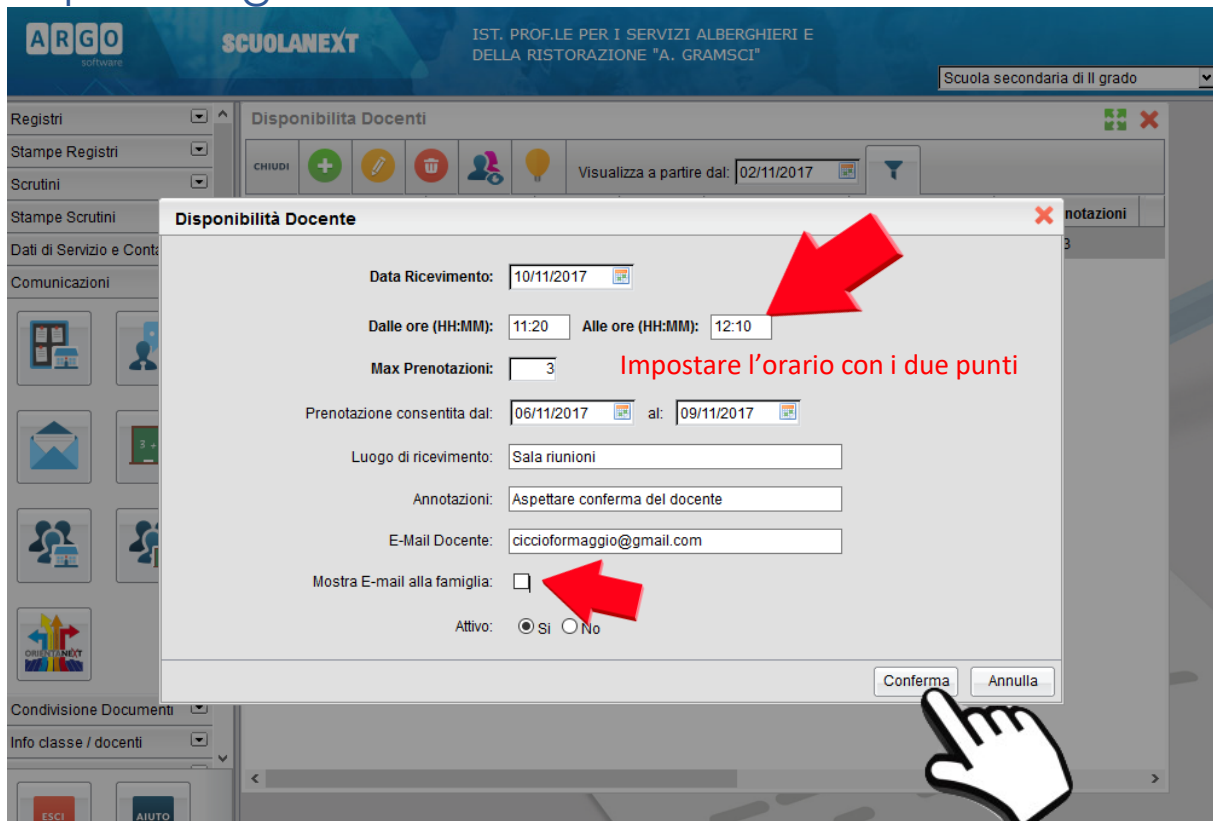 ARGO
software
SCUOLANEXT
IST. PROF.LE PER I SERVIZI ALBERGHIERI E
DELLA RISTORAZIONE "A. GRAMSCI"
Scuola secondaria di II grado
Registri
Stampe Registri
Scrutini
Stampe Scrutini
Dati di Servizio e Conta
Comunicazioni
Disponibilita Docenti
CHIUDI
Visualizza a partire dal: 02/11/2017
notazioni
3
Disponibilità Docente
Data Ricevimento: 10/11/2017
Dalle ore (HH:MM): 11:20 Alle ore (HH:MM): 12:10
Max Prenotazioni: 3
Impostare l’orario con i due punti
Prenotazione consentita dal: 06/11/2017 al: 09/11/2017
Luogo di ricevimento: Sala riunioni
Annotazioni: Aspettare conferma del docente
E-Mail Docente: ciccioformaggio@gmail.com
Mostra E-mail alla famiglia:
Attivo: Si No
Conferma Annulla
3 +
ORIENTANEXT
Condivisione Documenti
Info classe / docenti
ESCI
AIUTO